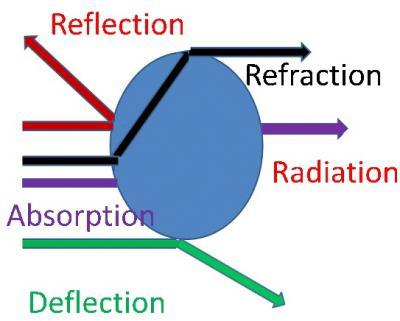 Reflection
Refraction
Radiation
Absorption
Deflection